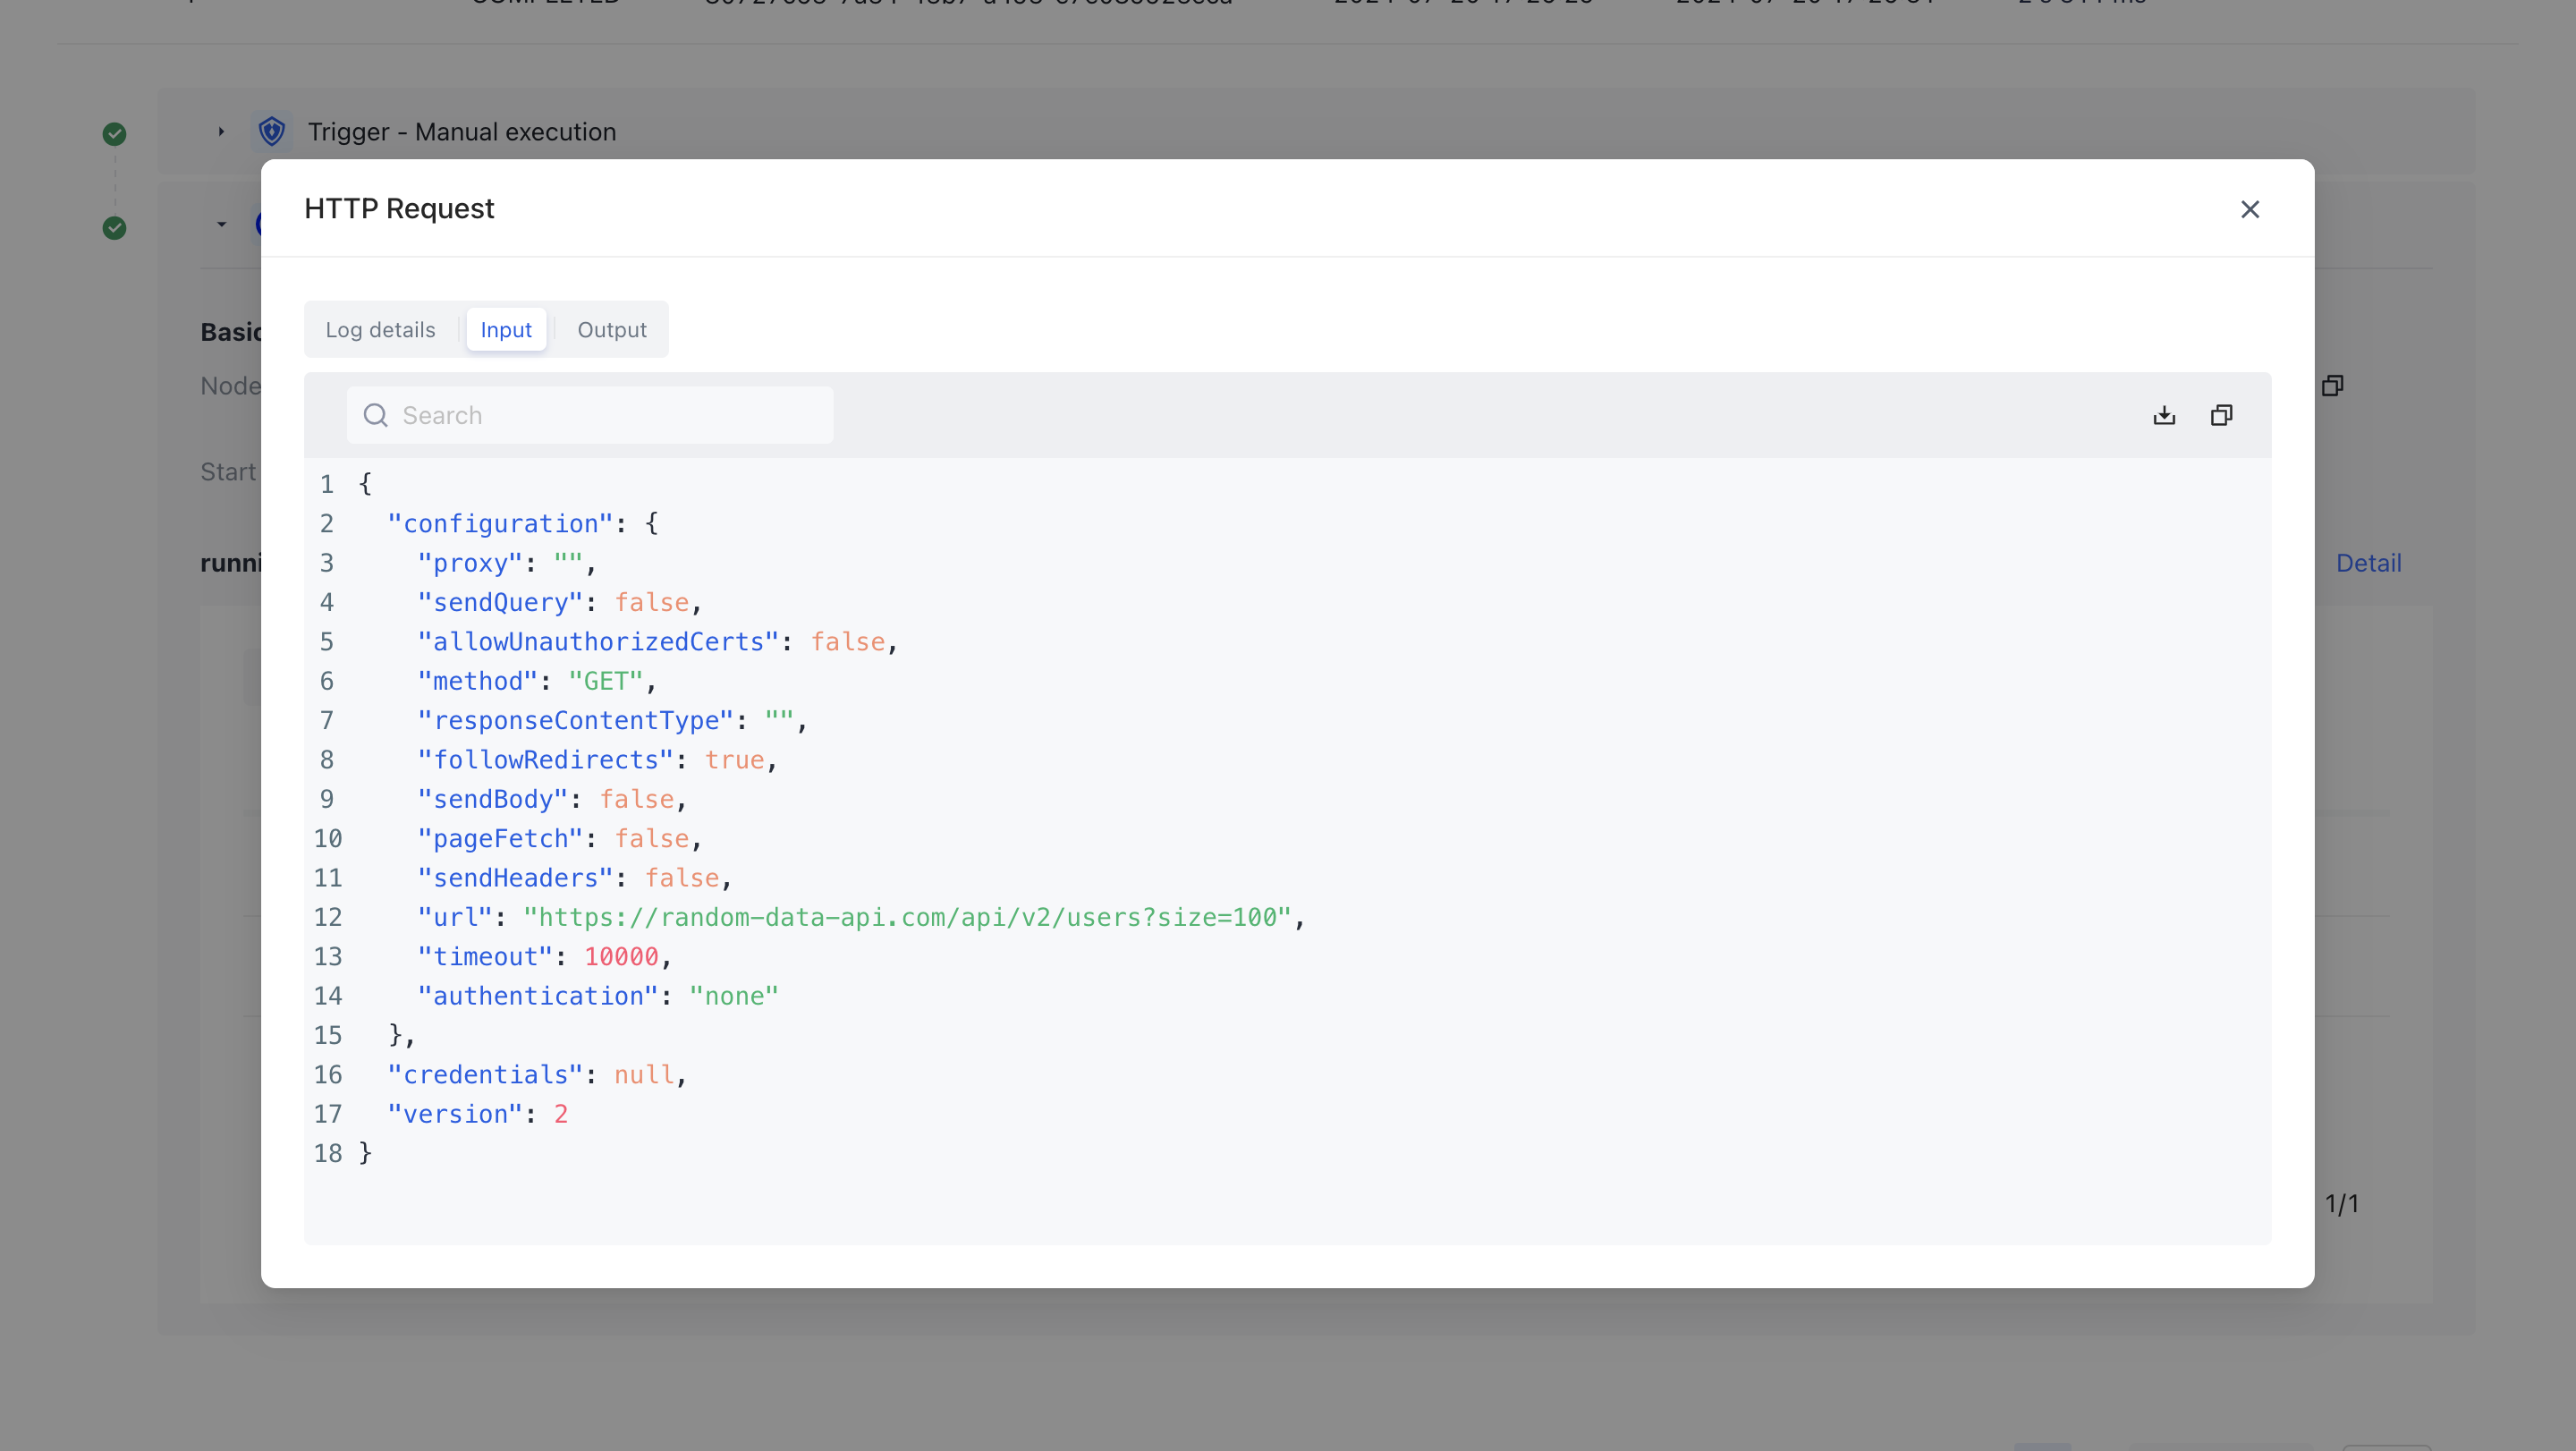 Trigger - Manual execution
HTTP Request
Log details Input Output
Basic
Node
Search
Start
1 {
2 "configuration": {
runni
Detail
3 "proxy": "",
4 "sendQuery": false,
5 "allowUnauthorizedCerts": false,
6 "method": "GET",
7 "responseContentType": "",
8 "followRedirects": true,
9 "sendBody": false,
10 "pageFetch": false,
11 "sendHeaders": false,
12 "url": "https://random-data-api.com/api/v2/users?size=100",
13 "timeout": 10000,
14 "authentication": "none"
15 },
16 "credentials": null,
17 "version": 2
18 }
1/1